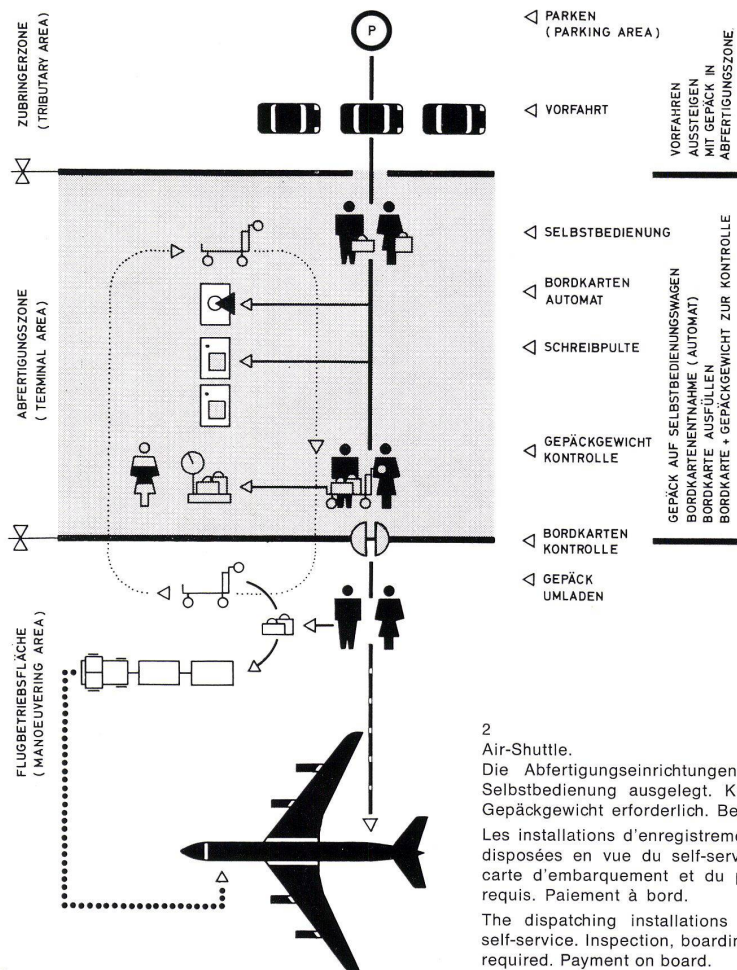 ZUBRINGERZONE
(TRIBUTARY AREA)
P
◁ PARKEN
(PARKING AREA)
◁ VORFAHRT
VORFAHREN
AUSSTEIGEN
MIT GEPÄCK IN
ABFERTIGUNGSZONE.
ABFERTIGUNGSZONE
(TERMINAL AREA)
◁ SELBSTBEDIENUNG
◁ BORDKARTEN
AUTOMAT
◁ SCHREIBPULTE
◁ GEPÄCKGEWICHT
KONTROLLE
GEPÄCK AUF SELBSTBEDIENUNGSWAGEN
BORDKARTENENTNAHME (AUTOMAT)
BORDKARTE AUSFÜLLEN
BORDKARTE + GEPÄCKGEWICHT ZUR KONTROLLE
◁ BORDKARTEN
KONTROLLE
◁ GEPÄCK
UMLADEN
FLUGBETRIEBSFLÄCHE
(MANOEUVERING AREA)
2
Air-Shuttle.
Die Abfertigungseinrichtungen
Selbstbedienung ausgelegt. K
Gepäckgewicht erforderlich. Be
Les installations d'enregistreme
disposées en vue du self-serv
carte d'embarquement et du p
requis. Paiement à bord.
The dispatching installations
self-service. Inspection, boardin
required. Payment on board.